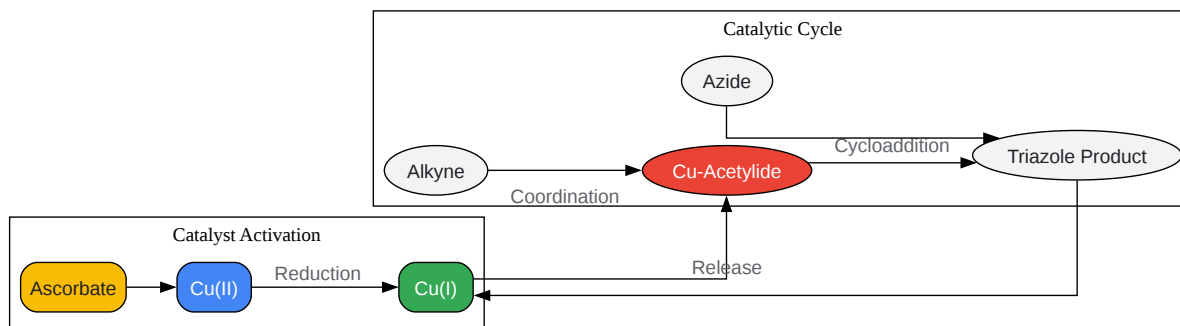 Catalytic Cycle
Azide
Cycloaddition
Triazole Product
Alkyne
Cu-Acetylide
Coordination
Catalyst Activation
Release
Reduction
Ascorbate
Cu(II)
Cu(I)